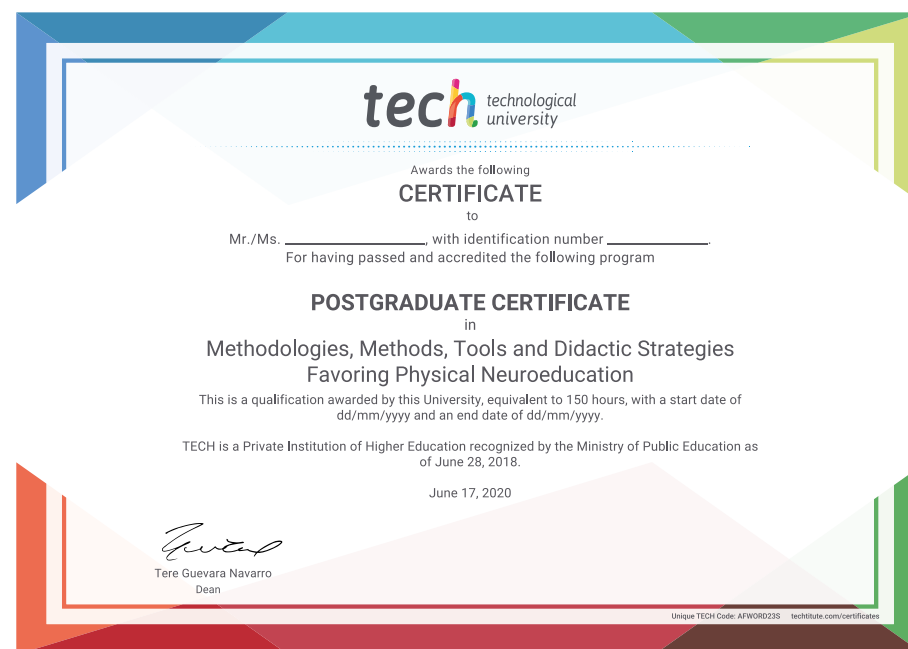 tech technological
university
Awards the following
CERTIFICATE
to
Mr./Ms. ____________________, with identification number ______________.
For having passed and accredited the following program
POSTGRADUATE CERTIFICATE
in
Methodologies, Methods, Tools and Didactic Strategies
Favoring Physical Neuroeducation
This is a qualification awarded by this University, equivalent to 150 hours, with a start date of
dd/mm/yyyy and an end date of dd/mm/yyyy.
TECH is a Private Institution of Higher Education recognized by the Ministry of Public Education as
of June 28, 2018.
June 17, 2020
Tere Guevara Navarro
Dean
Unique TECH Code: AFWORD23S techtitute.com/certificates